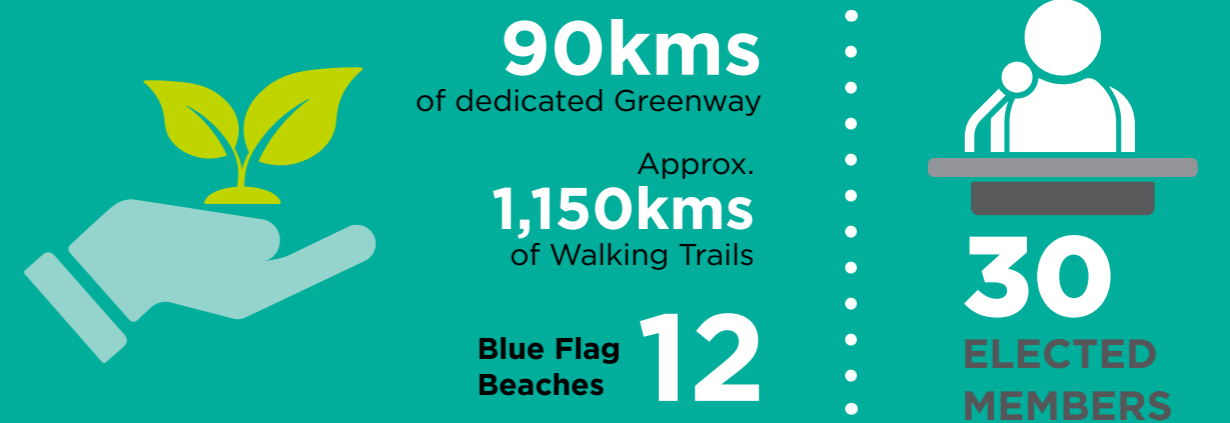 90kms
of dedicated Greenway
Approx.
1,150kms
of Walking Trails
Blue Flag
Beaches
12
30
ELECTED
MEMBERS